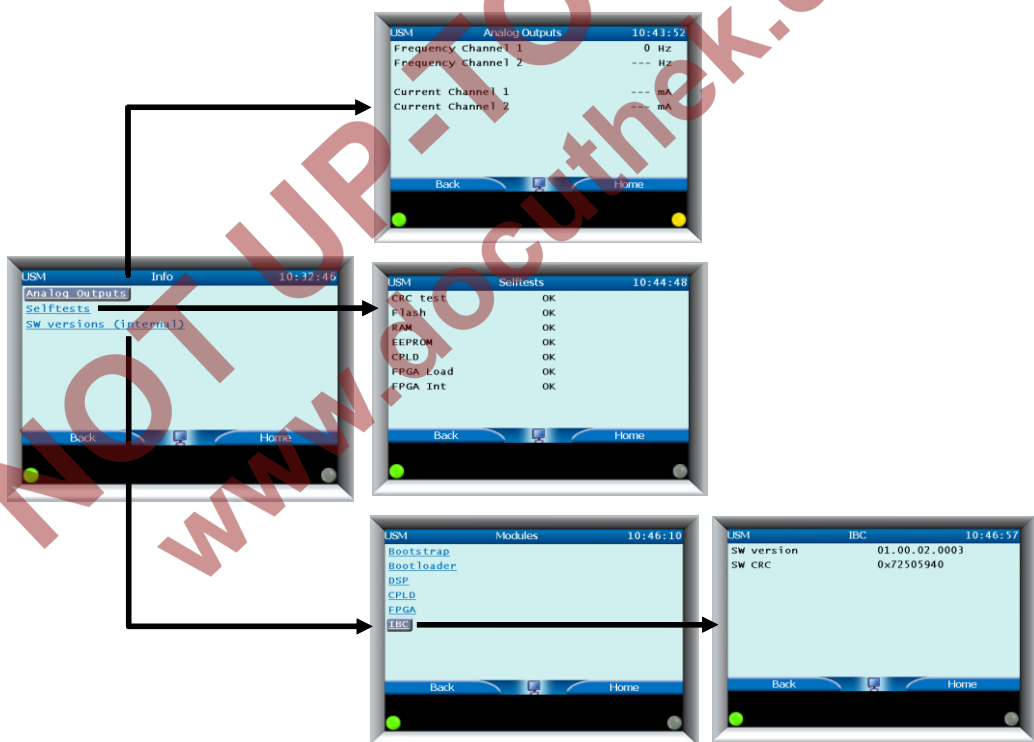 USM Analog Outputs 10:43:52
Frequency Channel 1 0 Hz
Frequency Channel 2 --- Hz
Current Channel 1 --- mA
Current Channel 2 --- mA
Back Home
USM Info 10:32:46
Analog Outputs
Selftests
SW versions (internal)
Back Home
USM Selftests 10:44:48
CRC test OK
Flash OK
RAM OK
EEPROM OK
CPLD OK
FPGA Load OK
FPGA Int OK
Back Home
USM Modules 10:46:10
Bootstrap
Bootloader
DSP
CPLD
FPGA
IBC
Back Home
USM IBC 10:46:57
SW version 01.00.02.0003
SW CRC 0x72505940
Back Home
NOT UP-TO
www.docuthek.